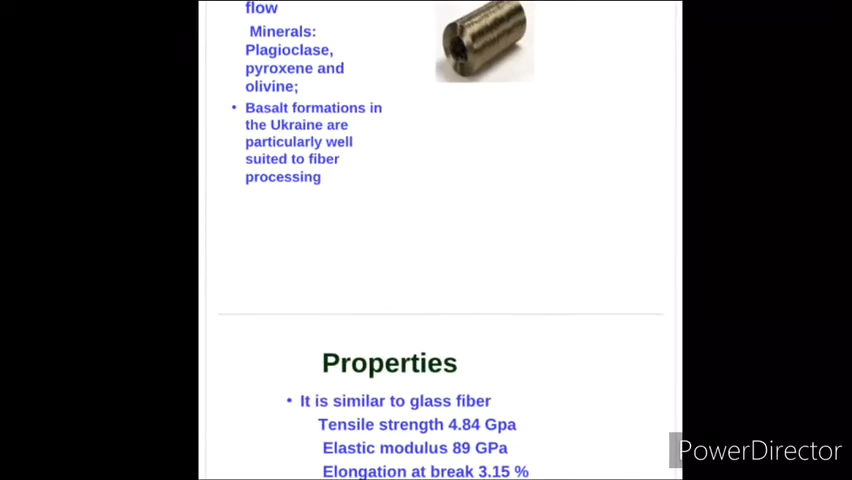 flow
Minerals:
Plagioclase,
pyroxene and
olivine;
• Basalt formations in
the Ukraine are
particularly well
suited to fiber
processing
Properties
• It is similar to glass fiber
Tensile strength 4.84 Gpa
Elastic modulus 89 GPa
Elongation at break 3.15 %
PowerDirector